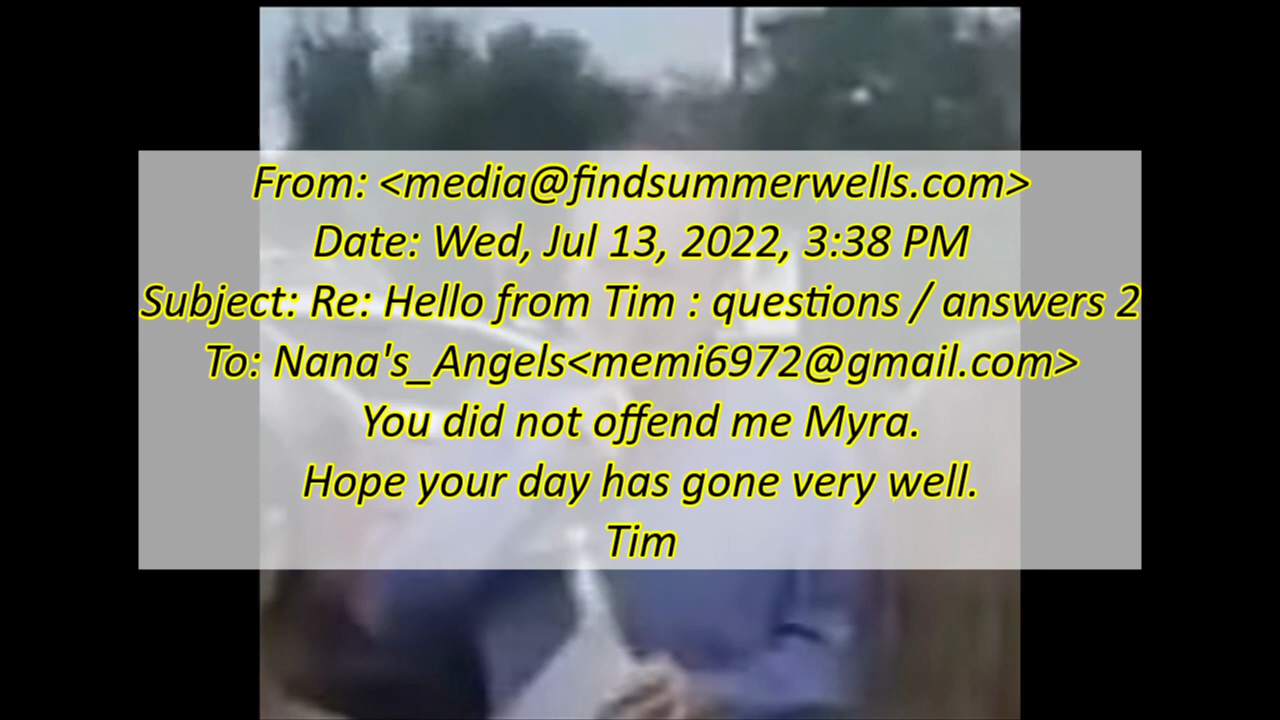 From: <media@findsummerwells.com>
Date: Wed, Jul 13, 2022, 3:38 PM
Subject: Re: Hello from Tim : questions / answers 2
To: Nana's_Angels<memi6972@gmail.com>
You did not offend me Myra.
Hope your day has gone very well.
Tim